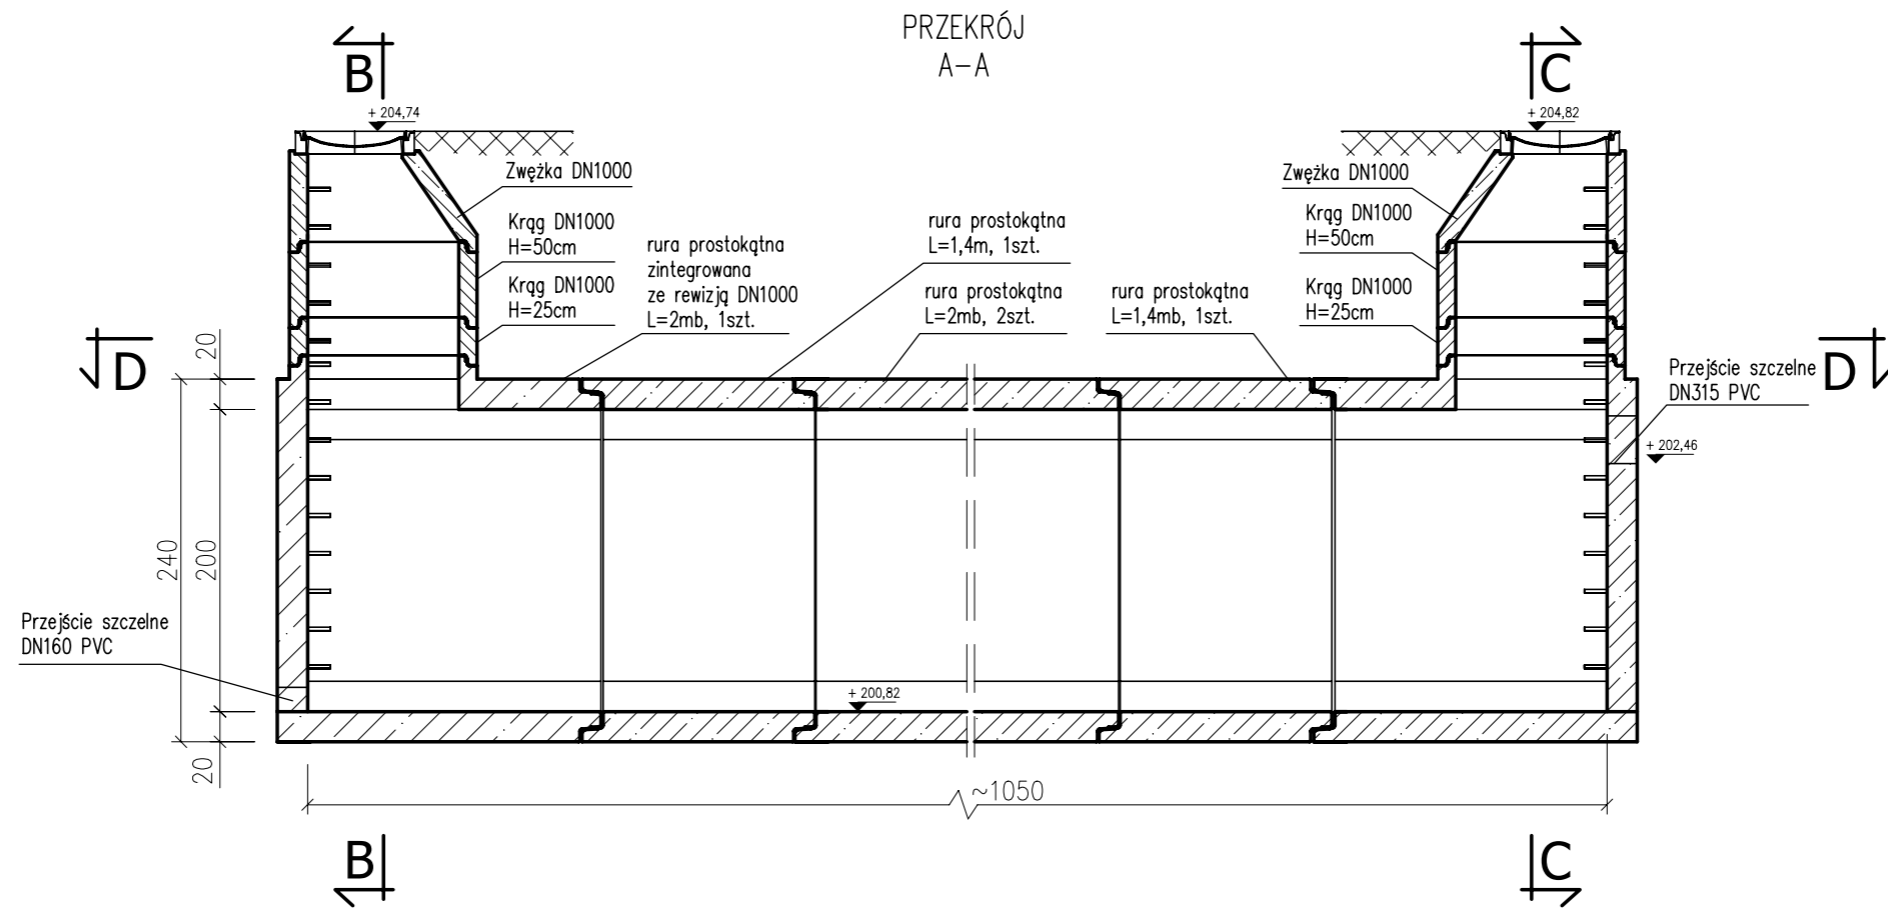 PRZEKRÓJ
A-A
B
C
+ 204,74
+ 204,82
Zwężka DN1000
Krąg DN1000
H=50cm
Krąg DN1000
H=25cm
rura prostokątna
zintegrowana
ze rewizją DN1000
L=2mb, 1szt.
rura prostokątna
L=1,4m, 1szt.
rura prostokątna
L=2mb, 2szt.
rura prostokątna
L=1,4mb, 1szt.
Zwężka DN1000
Krąg DN1000
H=50cm
Krąg DN1000
H=25cm
D
D
Przejście szczelne
DN315 PVC
+ 202,46
20
240
200
20
Przejście szczelne
DN160 PVC
+ 200,82
~1050
B
C